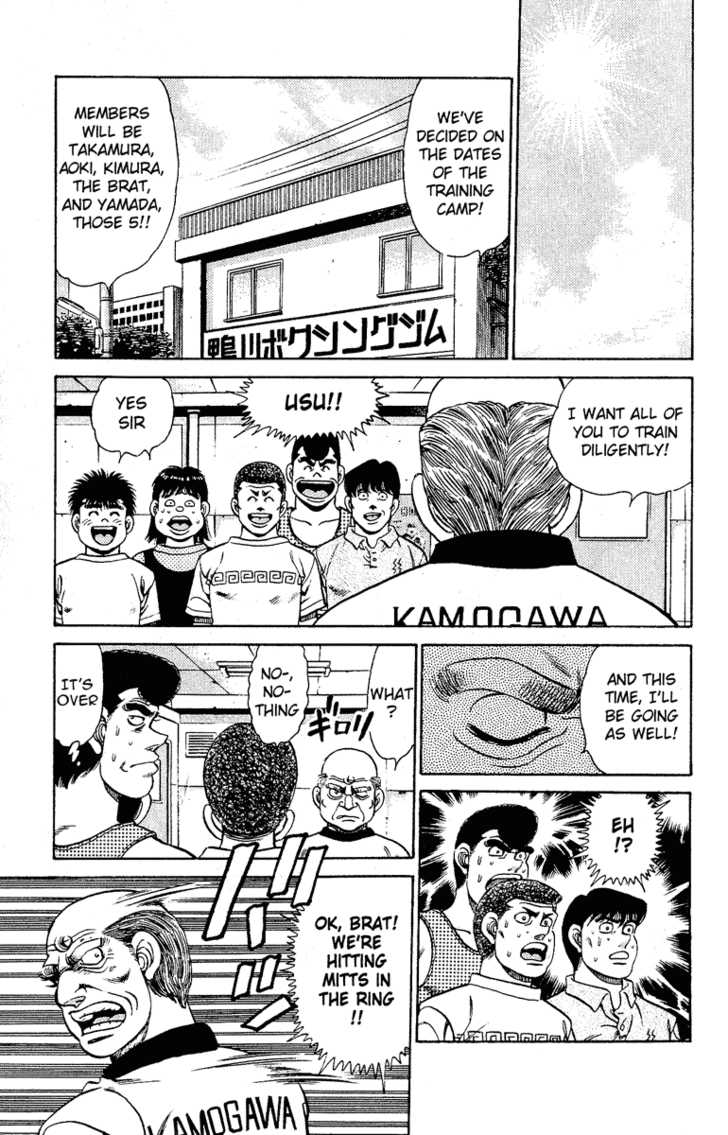 WE'VE
DECIDED ON
THE DATES
OF THE
TRAINING
CAMP!
MEMBERS
WILL BE
TAKAMURA,
AOKI, KIMURA,
THE BRAT,
AND YAMADA,
THOSE 5!!
鴨川ボクシングジム
I WANT ALL OF
YOU TO TRAIN
DILIGENTLY!
USU!!
YES
SIR
KAMOGAWA
AND THIS
TIME, I'LL
BE GOING
AS WELL!
EH
!?
WHAT
?
ギロリ
NO-,
NO-
THING
IT'S
OVER
OK, BRAT!
WE'RE
HITTING
MITTS IN
THE RING
!!
KAMOGAWA